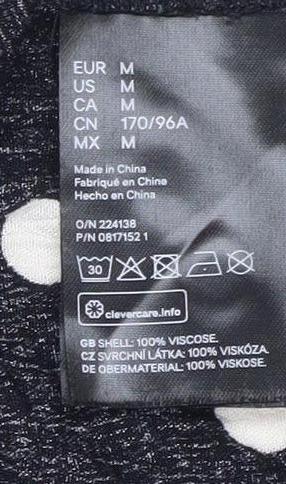 EUR M
US M
CA M
CN 170/96A
MX M
Made in China
Fabriqué en Chine
Hecho en China
O/N 224138
P/N 0817152 1
30
clevercare.info
GB SHELL: 100% VISCOSE.
CZ SVRCHNÍ LÁTKA: 100% VISKÓZA.
DE OBERMATERIAL: 100% VISKOSE.